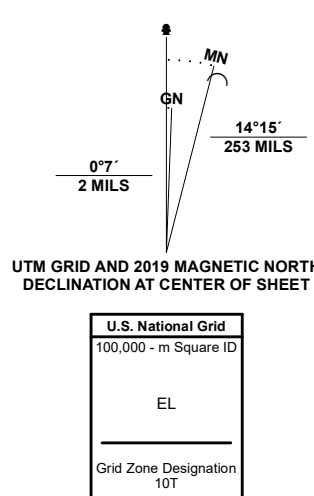 MN
GN
14°15´
253 MILS
0°7´
2 MILS
UTM GRID AND 2019 MAGNETIC NORTH
DECLINATION AT CENTER OF SHEET
U.S. National Grid
100,000 - m Square ID
EL
Grid Zone Designation
10T